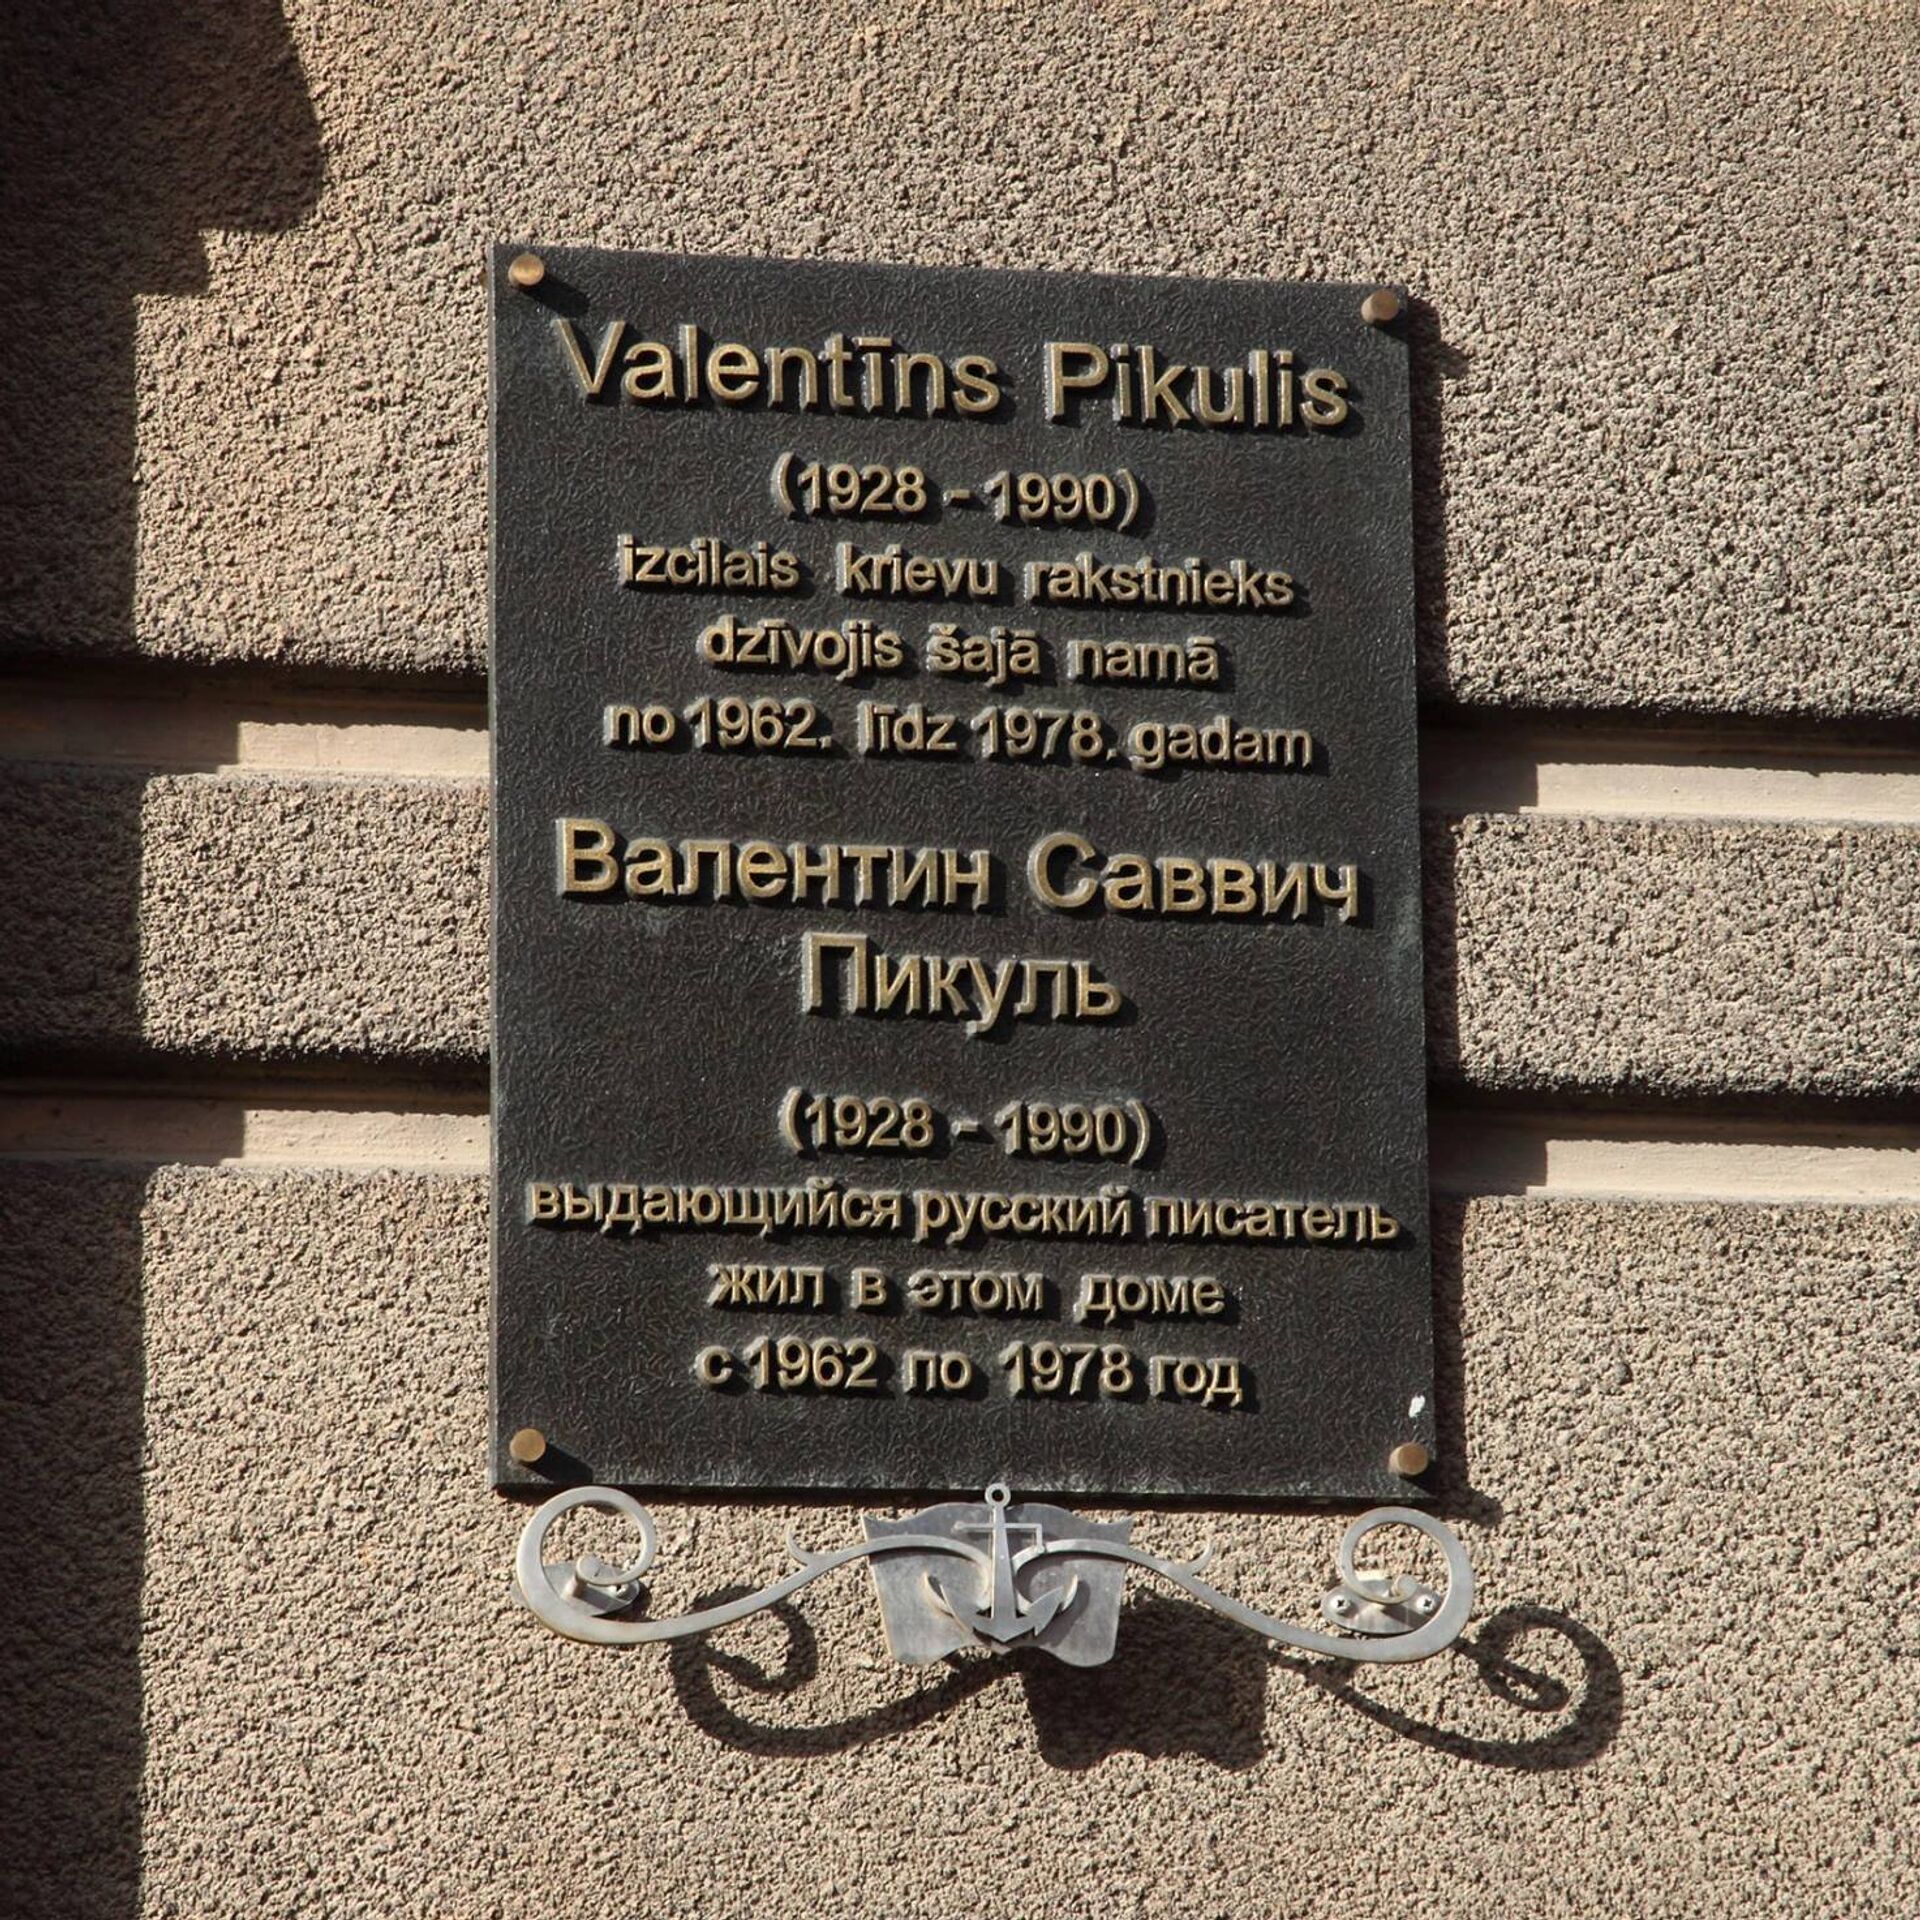 Valentīns Piķulis
(1928 - 1990)
izcilais krievu rakstnieks
dzīvojis šajā namā
no 1962. līdz 1978. gadam
Валентин Саввич
Пикуль
(1928 - 1990)
выдающийся русский писатель
жил в этом доме
с 1962 по 1978 год